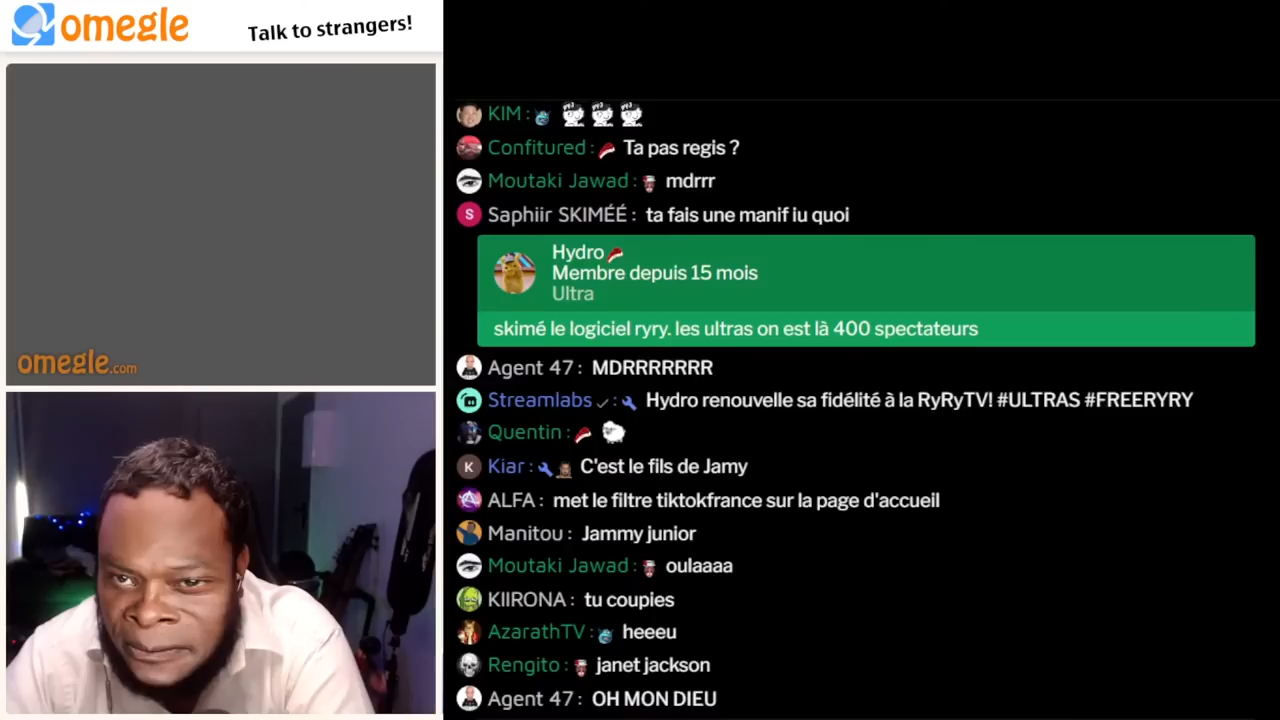 omegle
Talk to strangers!
omegle.com
KIM :
Confitured : Ta pas regis ?
Moutaki Jawad : mdrrr
S Saphiir SKIMÉÉ : ta fais une manif iu quoi
Hydro
Membre depuis 15 mois
Ultra
skimé le logiciel ryry. les ultras on est là 400 spectateurs
Agent 47 : MDRRRRRRR
Streamlabs : Hydro renouvelle sa fidélité à la RyRyTV! #ULTRAS #FREERYRY
Quentin :
K Kiar : C'est le fils de Jamy
ALFA : met le filtre tiktokfrance sur la page d'accueil
Manitou : Jammy junior
Moutaki Jawad : oulaaaa
KIIRONA : tu coupies
AzarathTV : heeeu
Rengito : janet jackson
Agent 47 : OH MON DIEU